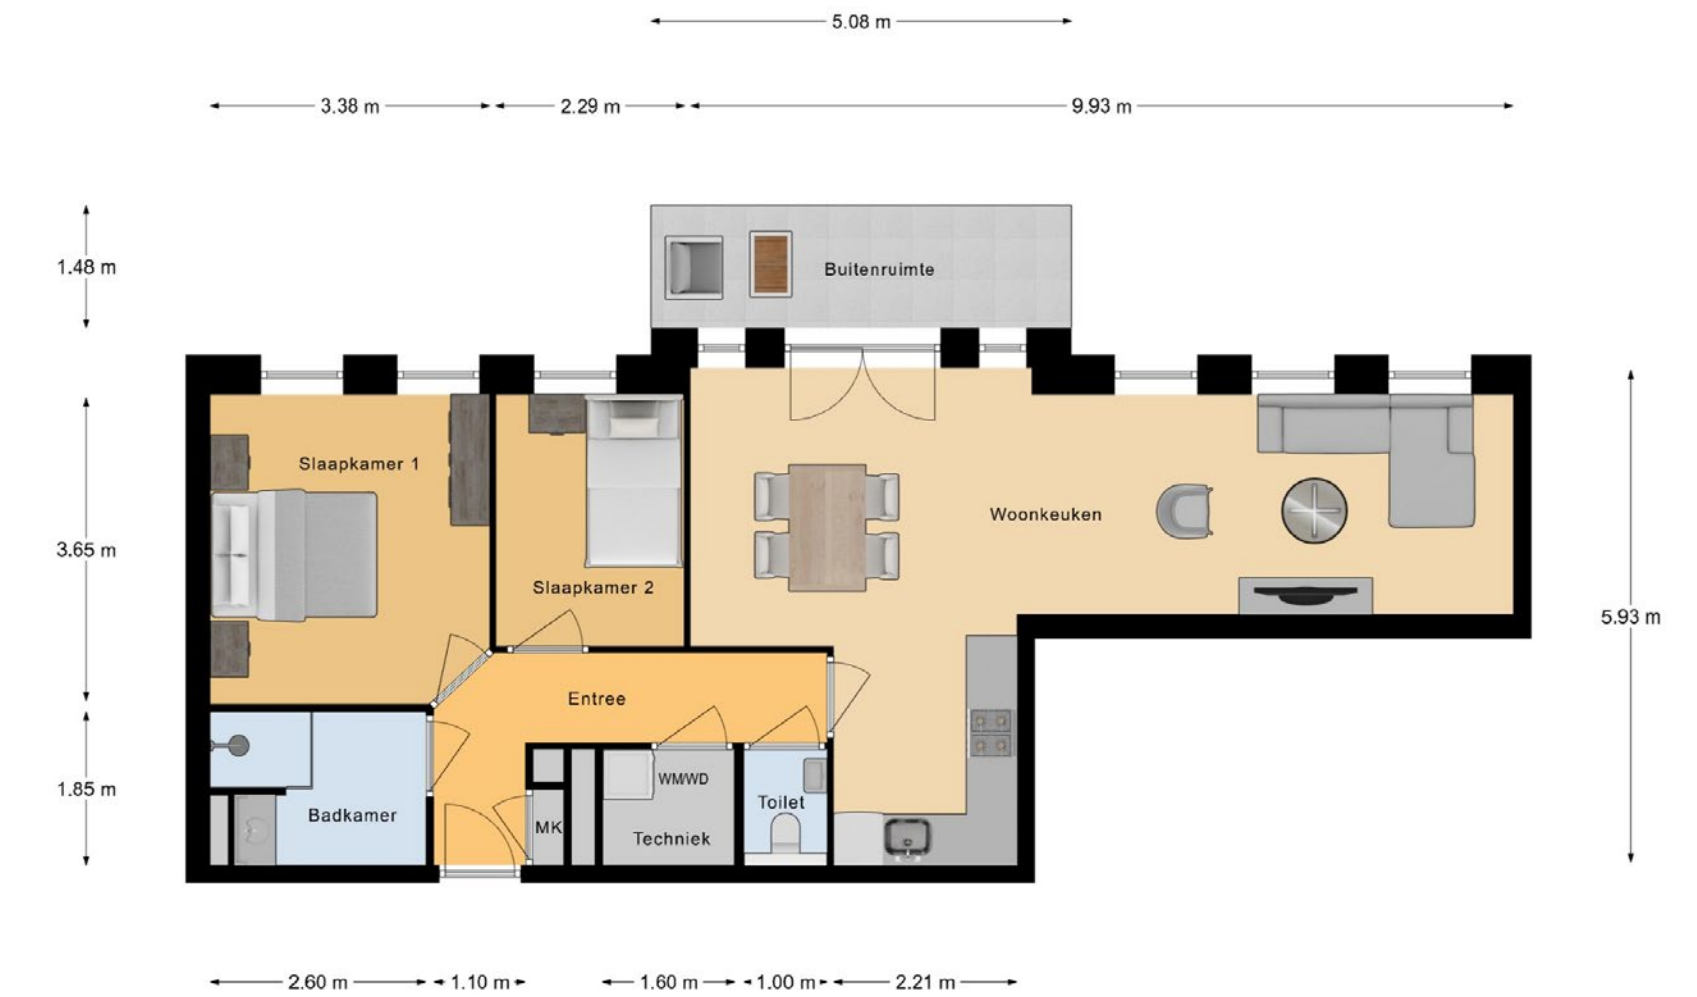 5.08 m
3.38 m
2.29 m
9.93 m
1.48 m
Buitenruimte
Slaapkamer 1
Woonkeuken
3.65 m
Slaapkamer 2
5.93 m
Entree
WM/WD
1.85 m
Toilet
Badkamer
MK
Techniek
2.60 m
1.10 m
1.60 m
1.00 m
2.21 m